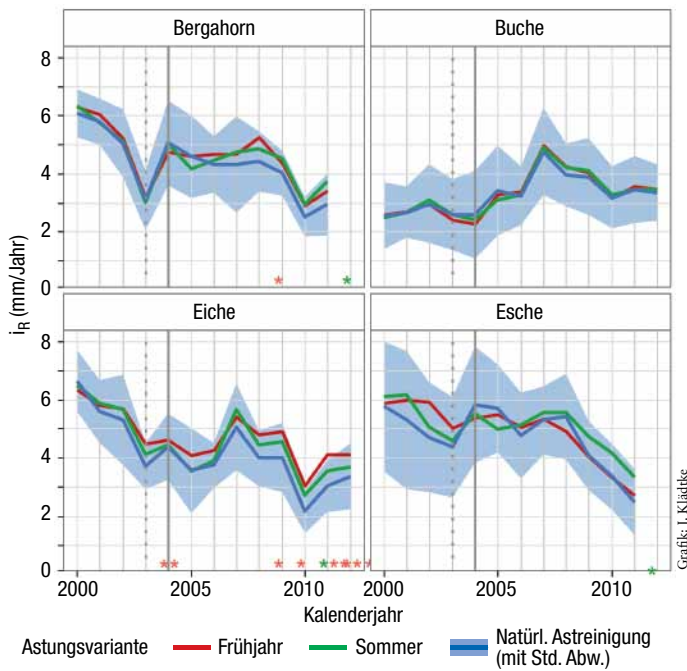 Bergahorn
Buche
8
6
4
2
0
Eiche
Esche
8
6
4
2
0
2000
2005
2010
2000
2005
2010
i_R (mm/Jahr)
Kalenderjahr
Grafik: J. Klädtke
Astungsvariante
Frühjahr
Sommer
Natürl. Astreinigung
(mit Std. Abw.)